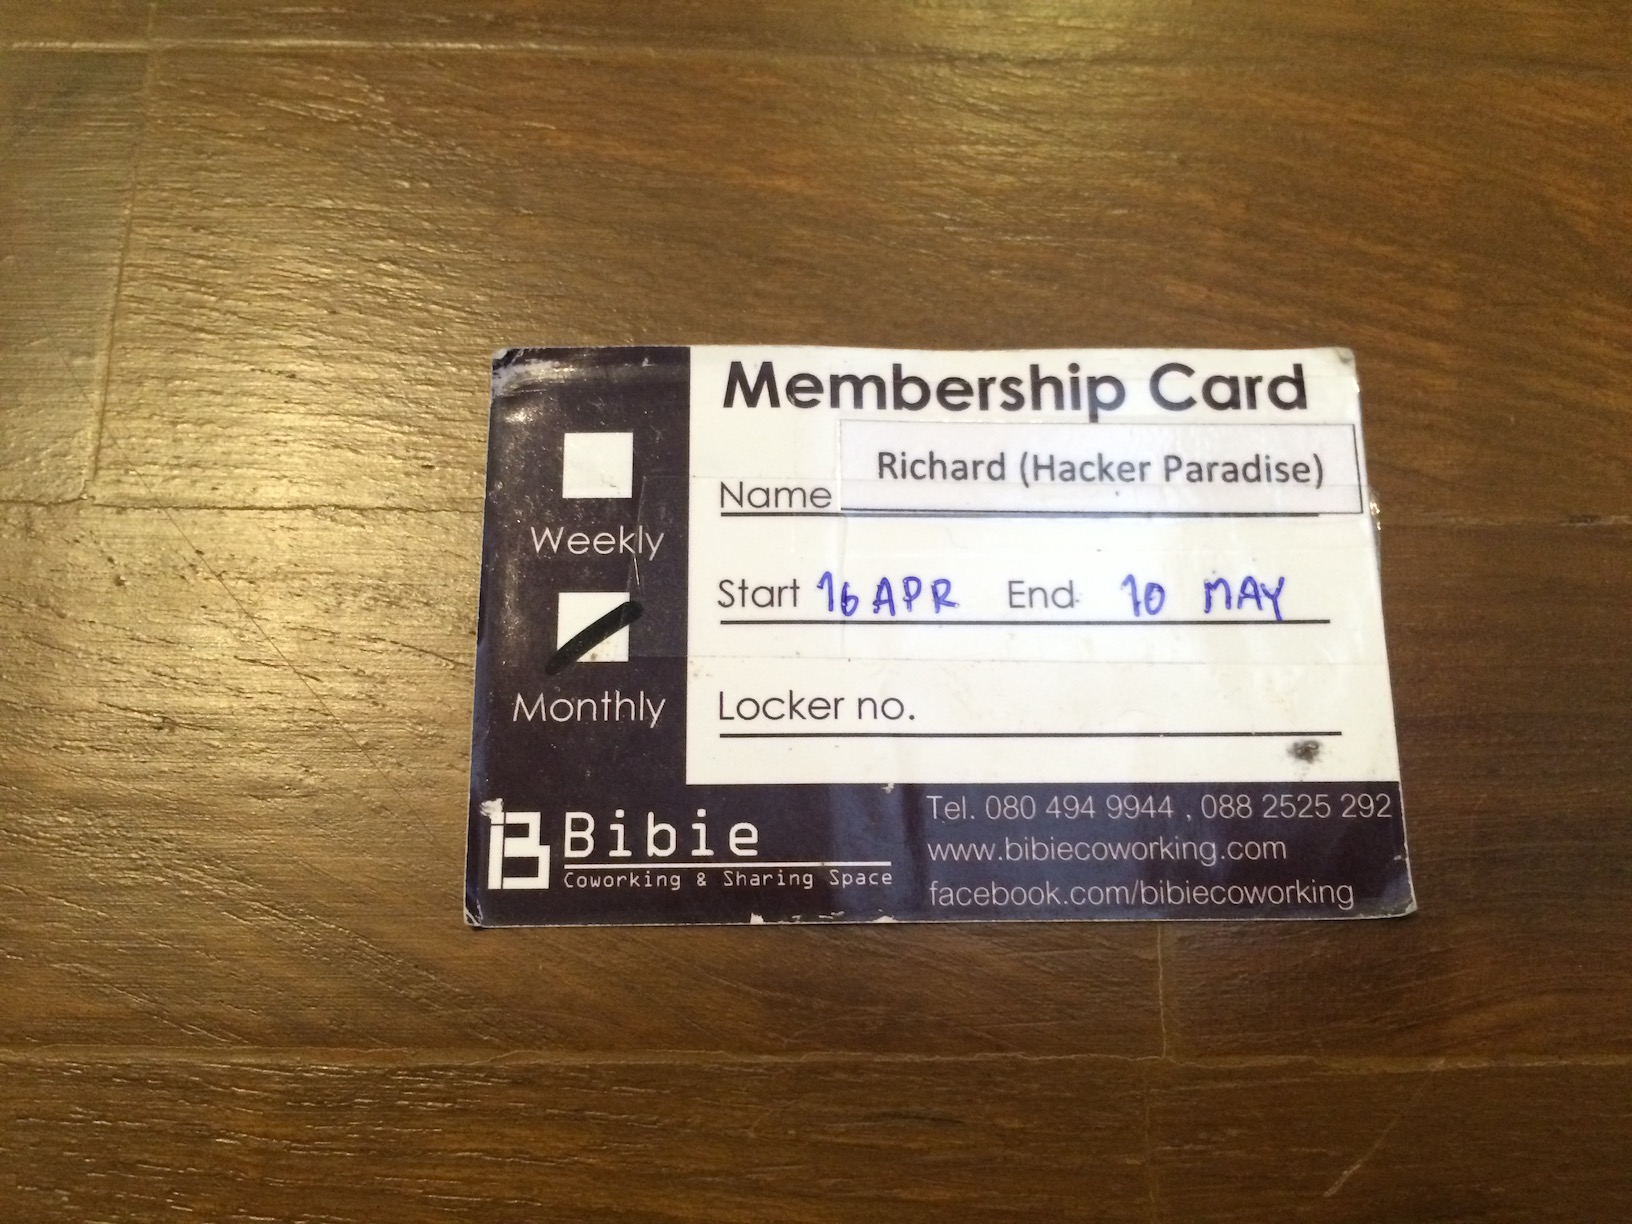 Membership Card
Name Richard (Hacker Paradise)
Weekly
Start 16 APR End 10 MAY
Monthly
Locker no.
B Bibie
Coworking & Sharing Space
Tel. 080 494 9944 , 088 2525 292
www.bibiecoworking.com
facebook.com/bibiecoworking